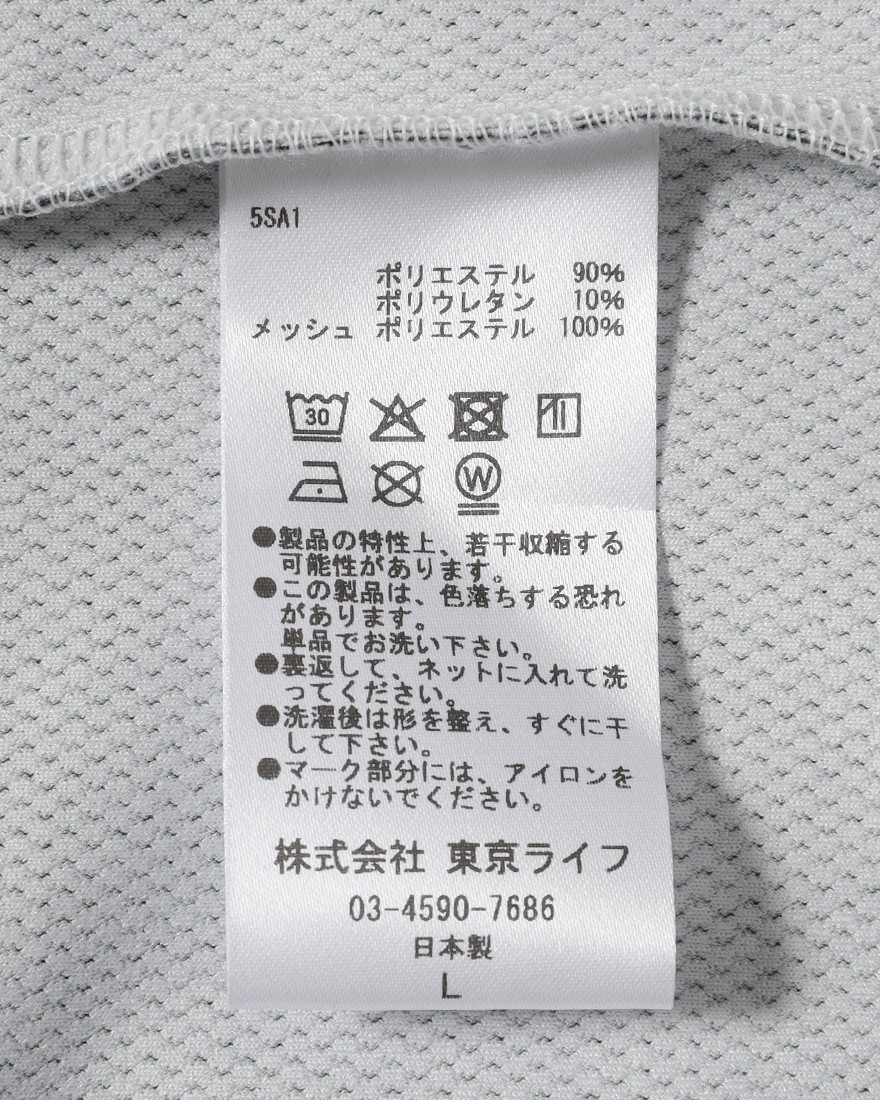 5SA1
ポリエステル 90%
ポリウレタン 10%
メッシュ ポリエステル 100%
30
W
●製品の特性上、若干収縮する
可能性があります。
●この製品は、色落ちする恐れ
があります。
単品でお洗い下さい。
●裏返して、ネットに入れて洗
ってください。
●洗濯後は形を整え、すぐに干
して下さい。
●マーク部分には、アイロンを
かけないでください。
株式会社 東京ライフ
03-4590-7686
日本製
L